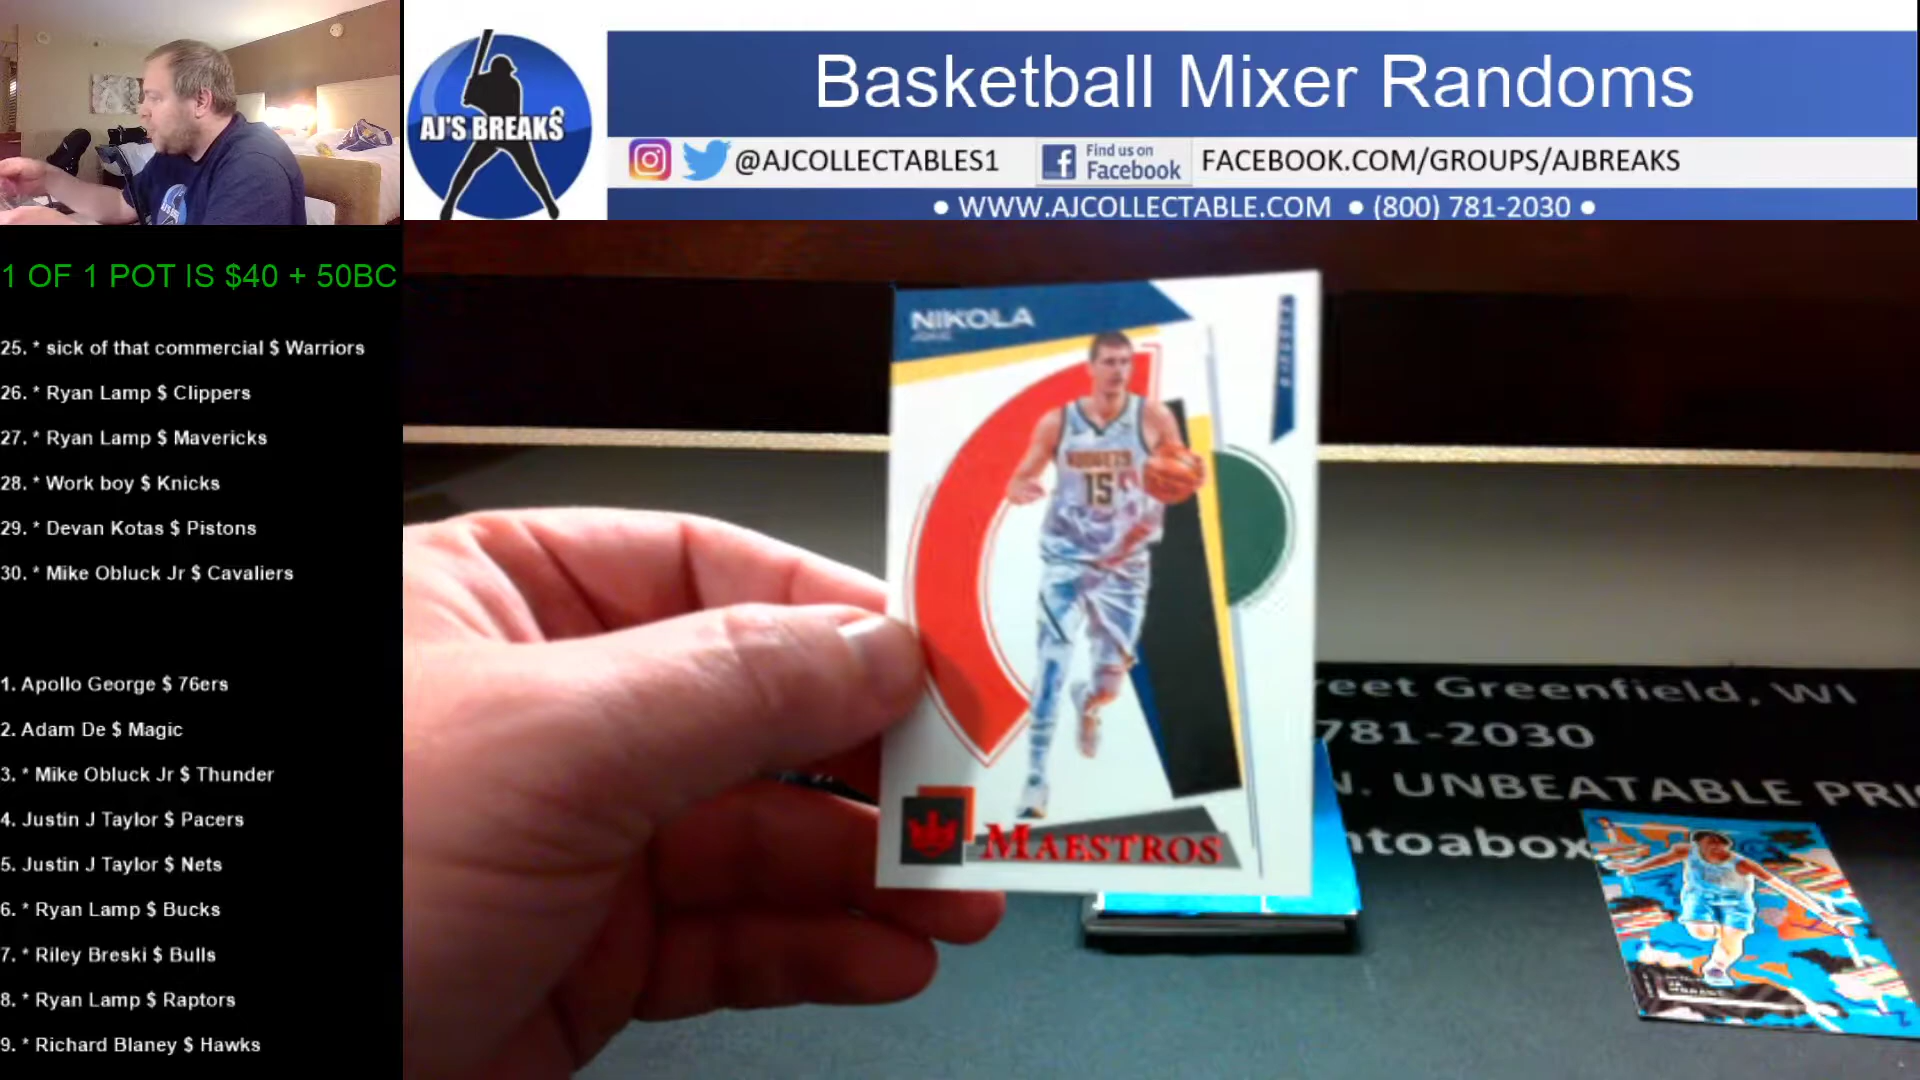 AJ'S BREAKS
Basketball Mixer Randoms
@AJCOLLECTABLES1
Find us on
Facebook
FACEBOOK.COM/GROUPS/AJBREAKS
• WWW.AJCOLLECTABLE.COM • (800) 781-2030 •
1 OF 1 POT IS $40 + 50BC
25. * sick of that commercial $ Warriors
26. * Ryan Lamp $ Clippers
27. * Ryan Lamp $ Mavericks
28. * Work boy $ Knicks
29. * Devan Kotas $ Pistons
30. * Mike Obluck Jr $ Cavaliers
1. Apollo George $ 76ers
2. Adam De $ Magic
3. * Mike Obluck Jr $ Thunder
4. Justin J Taylor $ Pacers
5. Justin J Taylor $ Nets
6. * Ryan Lamp $ Bucks
7. * Riley Breski $ Bulls
8. * Ryan Lamp $ Raptors
9. * Richard Blaney $ Hawks
NIKOLA
JOKIC
NUGGETS
15
MAESTROS
reet Greenfield, WI
781-2030
N. UNBEATABLE PRI
ntoabox